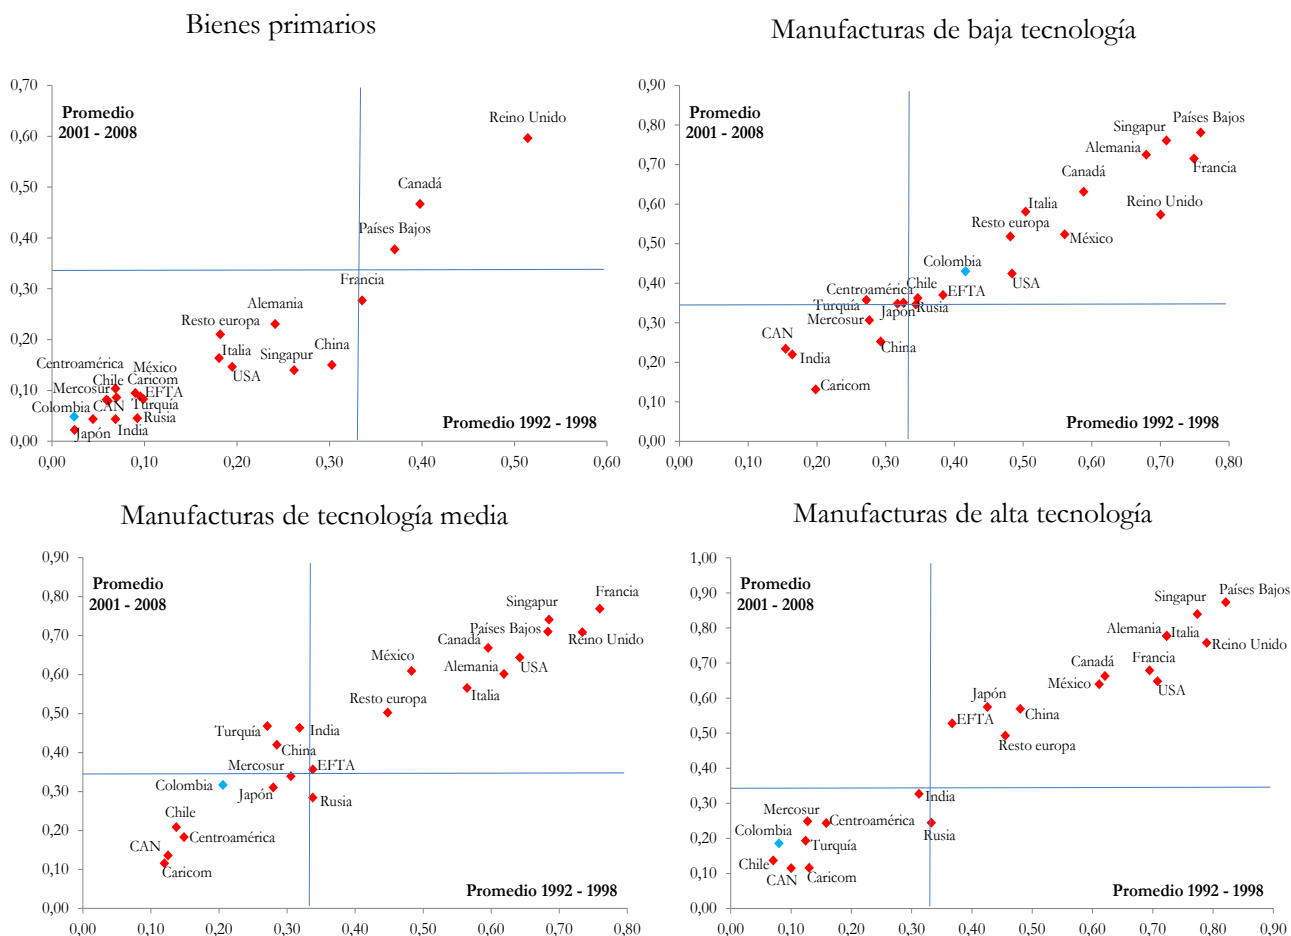 Bienes primarios
0,70
0,60
0,50
0,40
0,30
0,20
0,10
0,00
Promedio
2001 - 2008
Reino Unido
Canadá
Países Bajos
Francia
Alemania
Resto europa
Italia
Singapur
China
USA
Centroamérica
México
Chile
Caricom
Mercosur
EFTA
Colombia
CAN
Turquía
Rusia
Japón
India
Promedio 1992 - 1998
0,00
0,10
0,20
0,30
0,40
0,50
0,60
Manufacturas de baja tecnología
0,90
0,80
0,70
0,60
0,50
0,40
0,30
0,20
0,10
0,00
Promedio
2001 - 2008
Países Bajos
Singapur
Alemania
Francia
Canadá
Reino Unido
Italia
Resto europa
México
Colombia
USA
Centroamérica
Chile
EFTA
Turquía
Japón
Rusia
Mercosur
China
CAN
India
Caricom
Promedio 1992 - 1998
0,00
0,10
0,20
0,30
0,40
0,50
0,60
0,70
0,80
Manufacturas de tecnología media
0,90
0,80
0,70
0,60
0,50
0,40
0,30
0,20
0,10
0,00
Promedio
2001 - 2008
Francia
Singapur
Países Bajos
Reino Unido
Canadá
México
Alemania
USA
Italia
Resto europa
Turquía
India
China
Mercosur
EFTA
Colombia
Japón
Rusia
Chile
Centroamérica
CAN
Caricom
Promedio 1992 - 1998
0,00
0,10
0,20
0,30
0,40
0,50
0,60
0,70
0,80
Manufacturas de alta tecnología
1,00
0,90
0,80
0,70
0,60
0,50
0,40
0,30
0,20
0,10
0,00
Promedio
2001 - 2008
Países Bajos
Singapur
Alemania
Italia
Reino Unido
Canadá
Francia
México
USA
Japón
EFTA
China
Resto europa
India
Mercosur
Centroamérica
Rusia
Colombia
Turquía
Chile
CAN
Caricom
Promedio 1992 - 1998
0,00
0,10
0,20
0,30
0,40
0,50
0,60
0,70
0,80
0,90